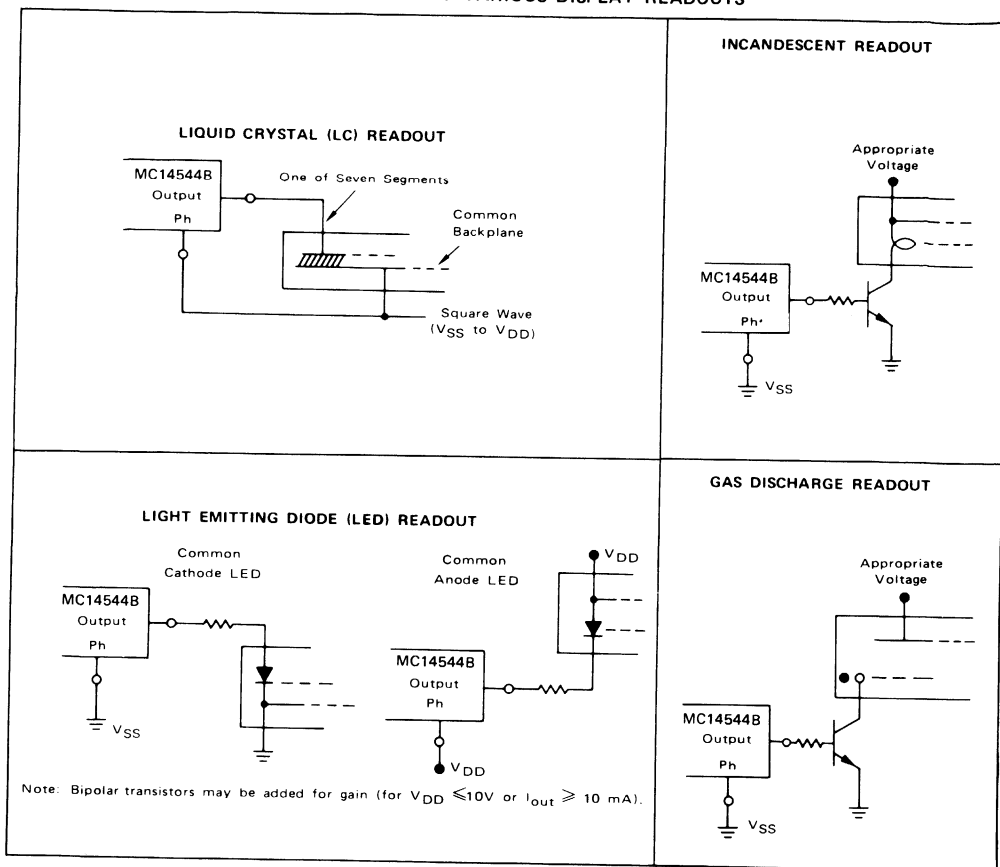 DISPLAY READOUTS
LIQUID CRYSTAL (LC) READOUT
MC14544B
Output
Ph
One of Seven Segments
Common
Backplane
Square Wave
(VSS to VDD)
INCANDESCENT READOUT
Appropriate
Voltage
MC14544B
Output
Ph
VSS
LIGHT EMITTING DIODE (LED) READOUT
Common
Cathode LED
MC14544B
Output
Ph
VSS
Common
Anode LED
VDD
MC14544B
Output
Ph
VDD
Note: Bipolar transistors may be added for gain (for VDD ⩽10V or Iout ⩾ 10 mA).
GAS DISCHARGE READOUT
Appropriate
Voltage
MC14544B
Output
Ph
VSS